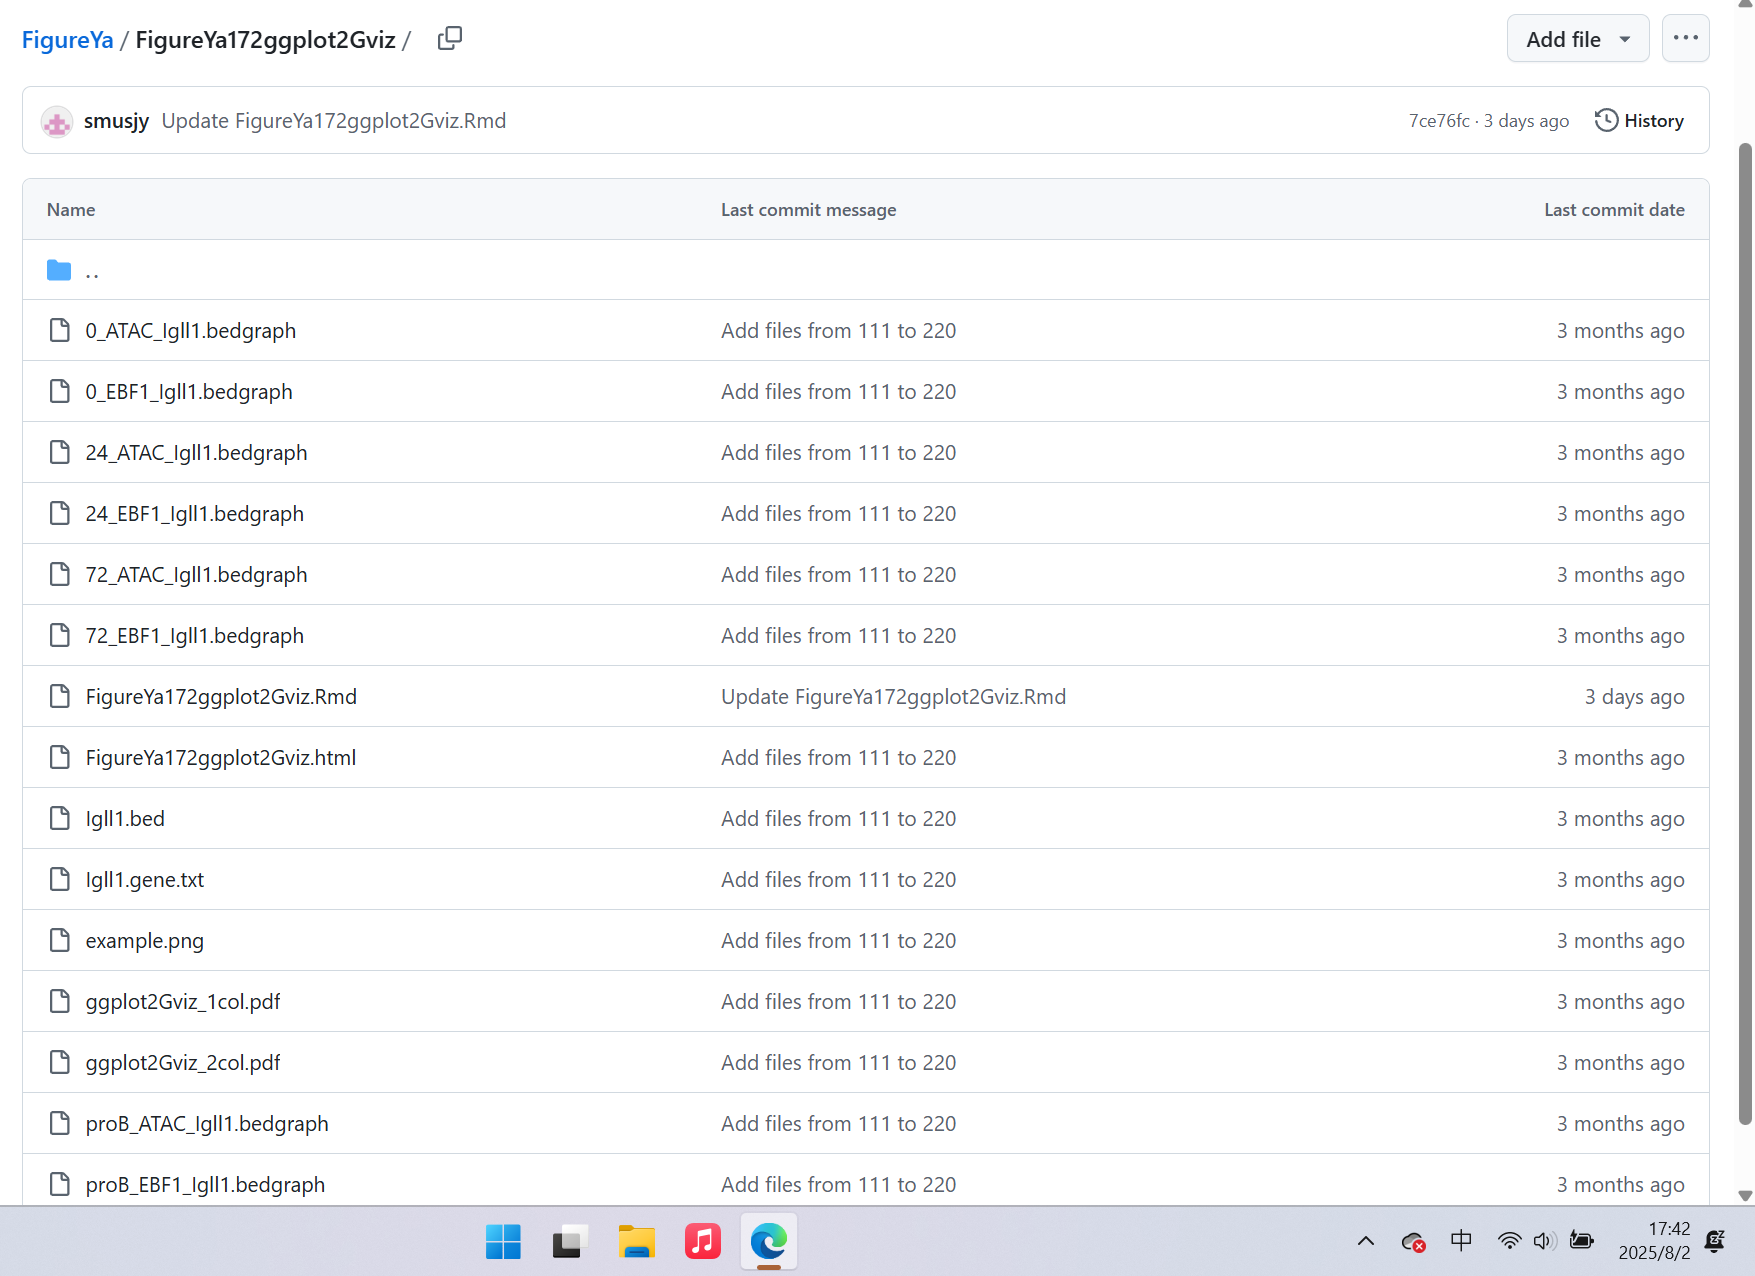 FigureYa / FigureYa172ggplot2Gviz /
Add file
smusjy Update FigureYa172ggplot2Gviz.Rmd 7ce76fc · 3 days ago History
Name Last commit message Last commit date
..
0_ATAC_Igll1.bedgraph Add files from 111 to 220 3 months ago
0_EBF1_Igll1.bedgraph Add files from 111 to 220 3 months ago
24_ATAC_Igll1.bedgraph Add files from 111 to 220 3 months ago
24_EBF1_Igll1.bedgraph Add files from 111 to 220 3 months ago
72_ATAC_Igll1.bedgraph Add files from 111 to 220 3 months ago
72_EBF1_Igll1.bedgraph Add files from 111 to 220 3 months ago
FigureYa172ggplot2Gviz.Rmd Update FigureYa172ggplot2Gviz.Rmd 3 days ago
FigureYa172ggplot2Gviz.html Add files from 111 to 220 3 months ago
Igll1.bed Add files from 111 to 220 3 months ago
Igll1.gene.txt Add files from 111 to 220 3 months ago
example.png Add files from 111 to 220 3 months ago
ggplot2Gviz_1col.pdf Add files from 111 to 220 3 months ago
ggplot2Gviz_2col.pdf Add files from 111 to 220 3 months ago
proB_ATAC_Igll1.bedgraph Add files from 111 to 220 3 months ago
proB_EBF1_Igll1.bedgraph Add files from 111 to 220 3 months ago
中
17:42
2025/8/2